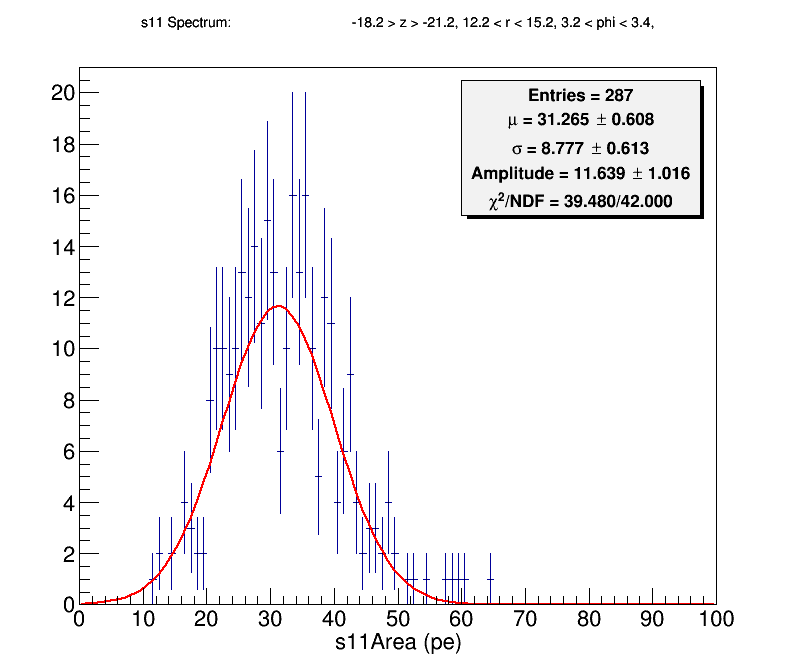 s11 Spectrum: -18.2 > z > -21.2, 12.2 < r < 15.2, 3.2 < phi < 3.4,
Entries = 287
μ = 31.265 ± 0.608
σ = 8.777 ± 0.613
Amplitude = 11.639 ± 1.016
χ²/NDF = 39.480/42.000
20
18
16
14
12
10
8
6
4
2
0
0 10 20 30 40 50 60 70 80 90 100
s11Area (pe)